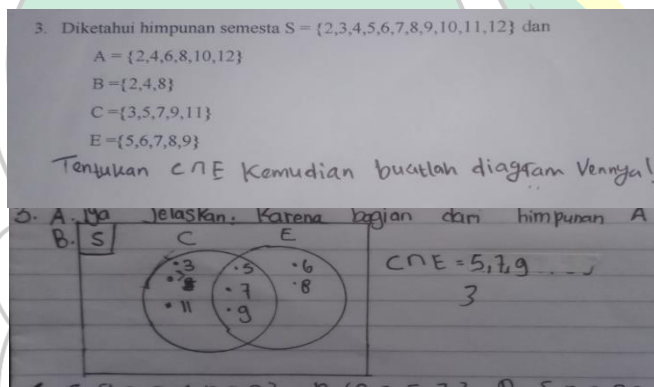 3. Diketahui himpunan semesta S = {2,3,4,5,6,7,8,9,10,11,12} dan
A = {2,4,6,8,10,12}
B ={2,4,8}
C ={3,5,7,9,11}
E ={5,6,7,8,9}
Tentukan C∩E Kemudian buatlah diagram Vennya!
3. A. Ya Jelaskan. Karena bagian dari himpunan A
B. S C E
·3 ·5 ·6
·7 ·8
·11 ·9
C∩E = 5,7,9
3